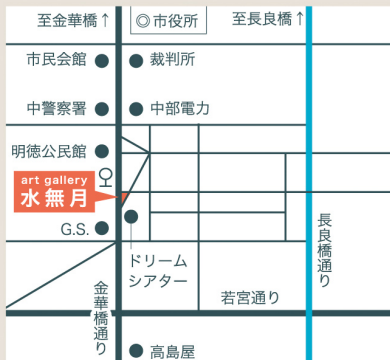 至金華橋↑
◎市役所
至長良橋↑
市民会館
裁判所
中警察署
中部電力
明徳公民館
art gallery
水無月
G.S.
ドリーム
シアター
長良橋通り
金華橋通り
若宮通り
高島屋